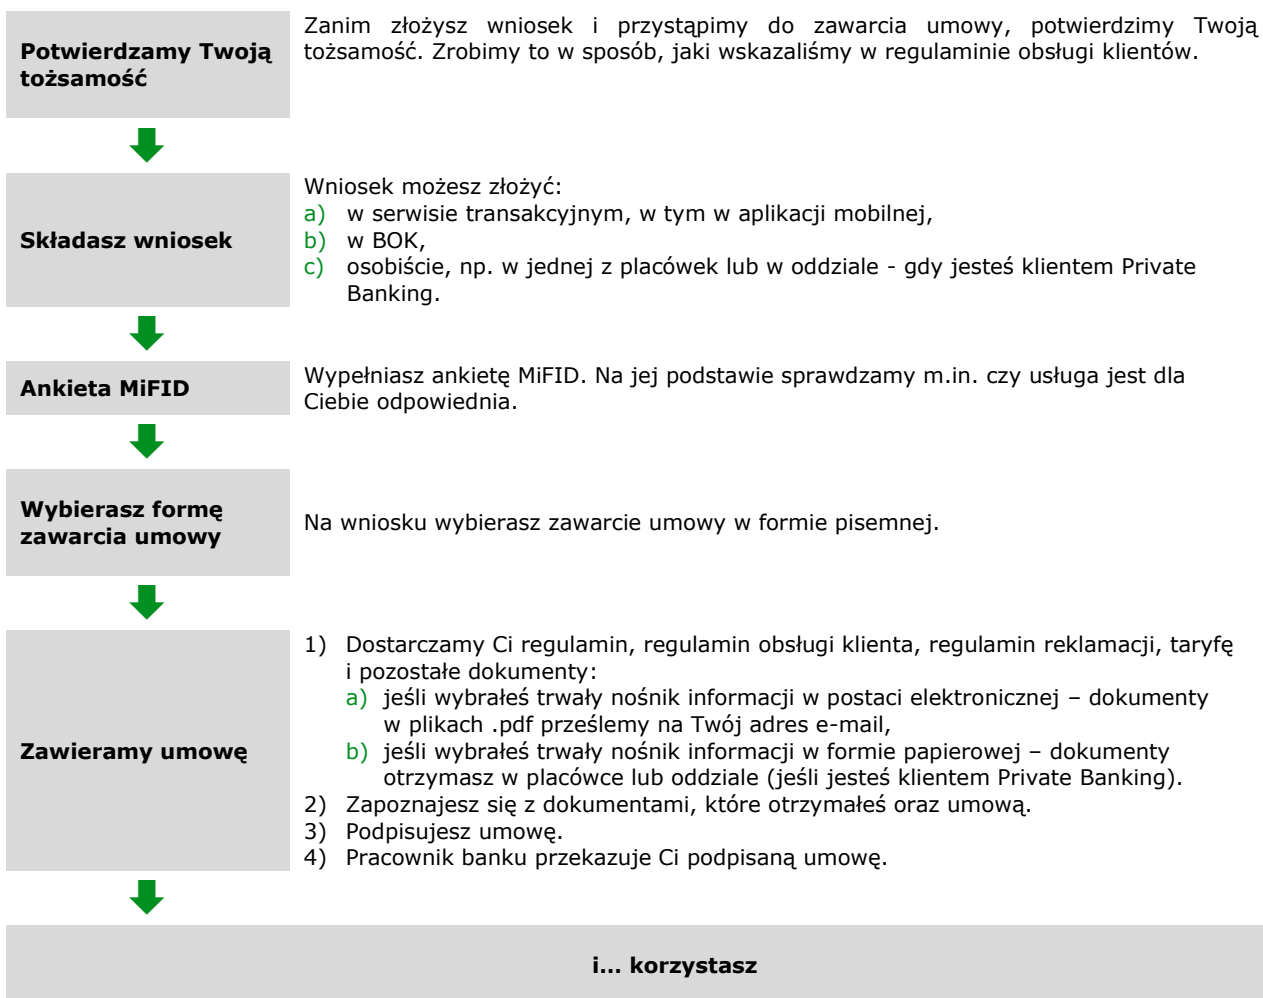 Potwierdzamy Twoją
tożsamość
Zanim złożysz wniosek i przystąpimy do zawarcia umowy, potwierdzimy Twoją
tożsamość. Zrobimy to w sposób, jaki wskazaliśmy w regulaminie obsługi klientów.
Składasz wniosek
Wniosek możesz złożyć:
a) w serwisie transakcyjnym, w tym w aplikacji mobilnej,
b) w BOK,
c) osobiście, np. w jednej z placówek lub w oddziale - gdy jesteś klientem Private
Banking.
Ankieta MiFID
Wypełniasz ankietę MiFID. Na jej podstawie sprawdzamy m.in. czy usługa jest dla
Ciebie odpowiednia.
Wybierasz formę
zawarcia umowy
Na wniosku wybierasz zawarcie umowy w formie pisemnej.
Zawieramy umowę
1) Dostarczamy Ci regulamin, regulamin obsługi klienta, regulamin reklamacji, taryfę
i pozostałe dokumenty:
a) jeśli wybrałeś trwały nośnik informacji w postaci elektronicznej – dokumenty
w plikach .pdf prześlemy na Twój adres e-mail,
b) jeśli wybrałeś trwały nośnik informacji w formie papierowej – dokumenty
otrzymasz w placówce lub oddziale (jeśli jesteś klientem Private Banking).
2) Zapoznajesz się z dokumentami, które otrzymałeś oraz umową.
3) Podpisujesz umowę.
4) Pracownik banku przekazuje Ci podpisaną umowę.
i... korzystasz